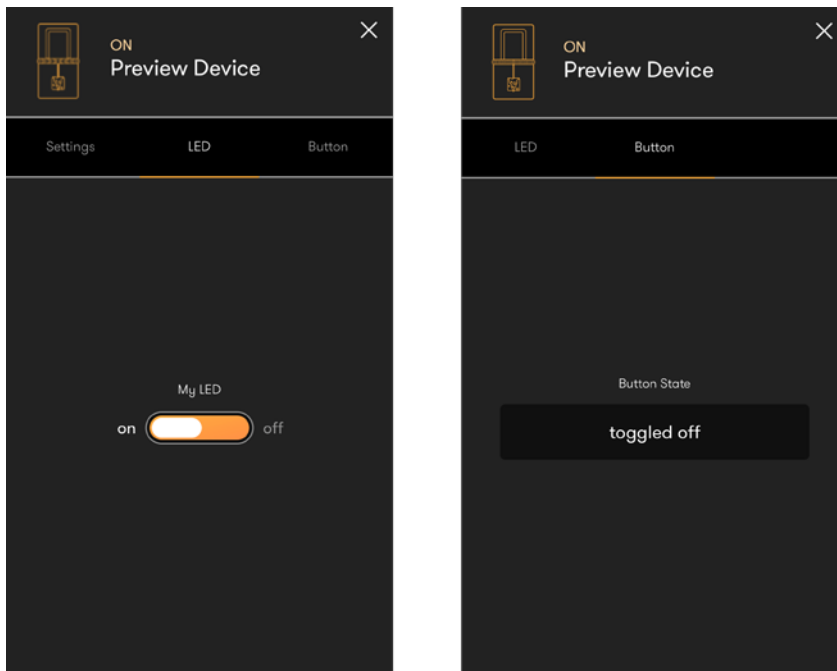 ON
Preview Device
Settings LED Button
My LED
on off
ON
Preview Device
LED Button
Button State
toggled off